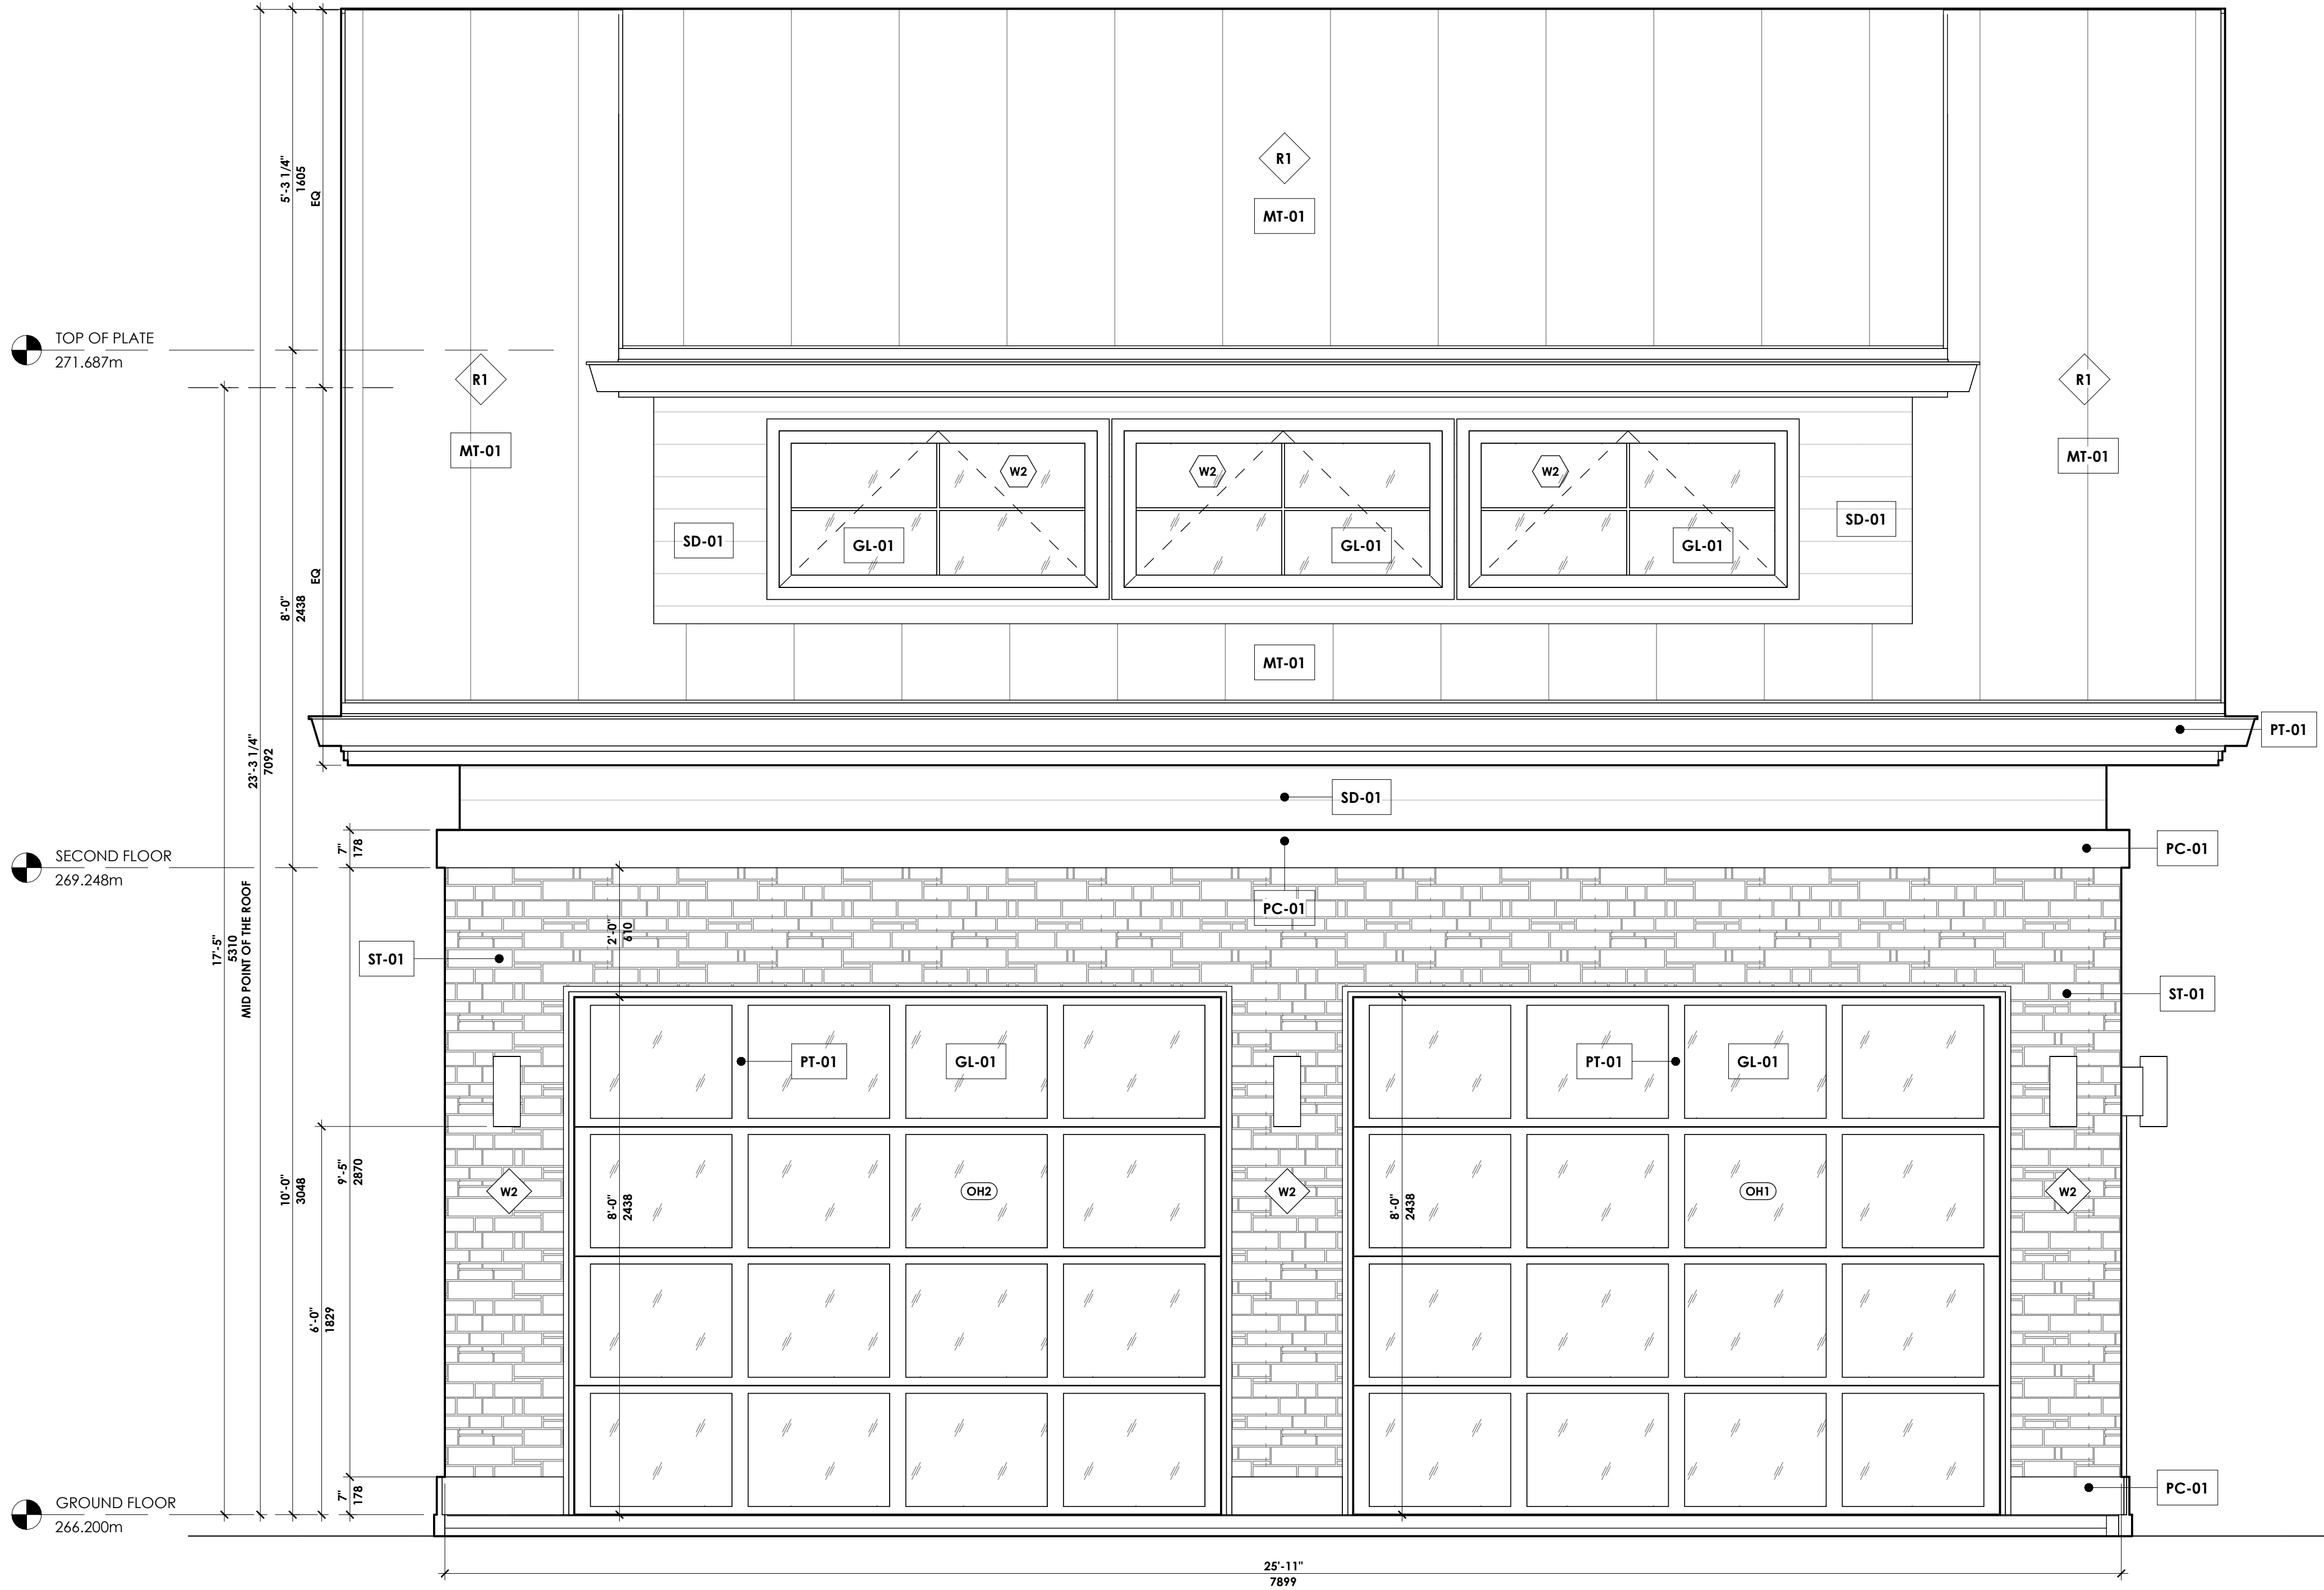 5'-3 1/4"
1605
EQ
R1
MT-01
TOP OF PLATE
271.687m
R1
R1
MT-01
MT-01
W2
W2
W2
SD-01
GL-01
GL-01
GL-01
SD-01
EQ
8'-0"
2438
MT-01
PT-01
23'-3 1/4"
7092
SD-01
7"
178
PC-01
SECOND FLOOR
269.248m
PC-01
17'-5"
5310
MID POINT OF THE ROOF
2'-0"
610
ST-01
ST-01
PT-01
GL-01
PT-01
GL-01
10'-0"
3048
9'-5"
2870
W2
8'-0"
2438
OH2
W2
8'-0"
2438
OH1
W2
6'-0"
1829
7"
178
PC-01
GROUND FLOOR
266.200m
25'-11"
7899